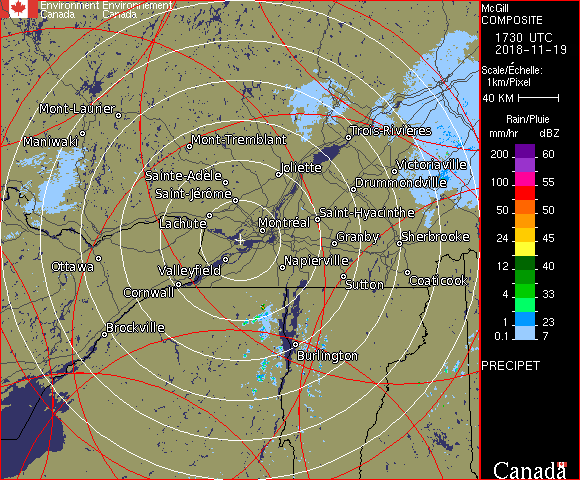 Environment Environnement
Canada Canada
McGill
COMPOSITE
1730 UTC
2018-11-19
Scale/Échelle:
1km/Pixel
40 KM
Rain/Pluie
mm/hr dBZ
200 60
100 55
50 50
24 45
12 40
4 33
1 23
0.1 7
PRECIPET
Canada
Mont-Laurier
Maniwaki
Mont-Tremblant
Trois-Rivières
Joliette
Victoriaville
Sainte-Adèle
Drummondville
Saint-Jérôme
Lachute
Saint-Hyacinthe
Montréal
Granby
Sherbrooke
Ottawa
Valleyfield
Napierville
Cornwall
Sutton
Coaticook
Brockville
Burlington